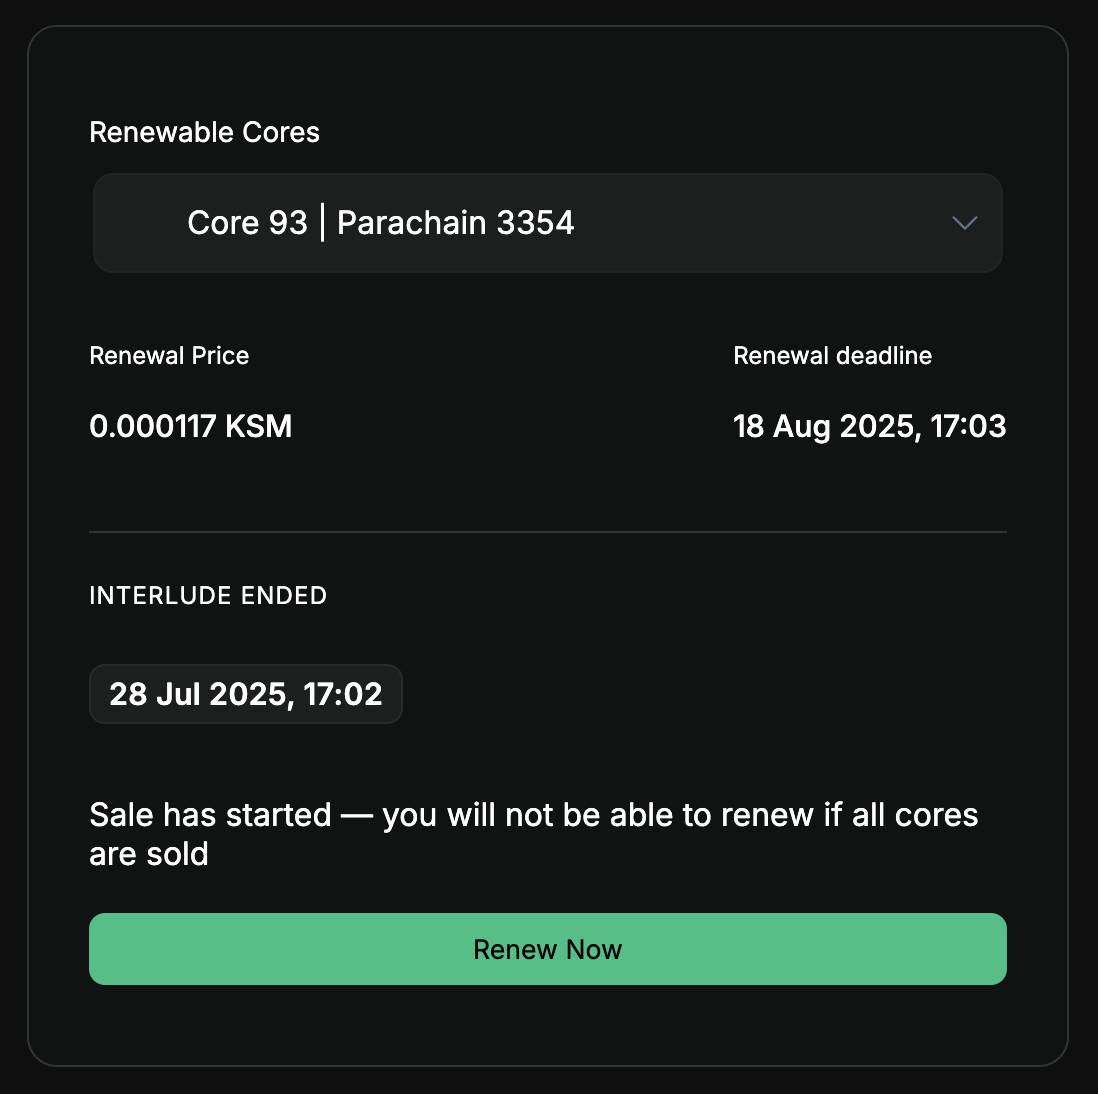 Renewable Cores
Core 93 | Parachain 3354
Renewal Price
Renewal deadline
0.000117 KSM
18 Aug 2025, 17:03
INTERLUDE ENDED
28 Jul 2025, 17:02
Sale has started — you will not be able to renew if all cores
are sold
Renew Now